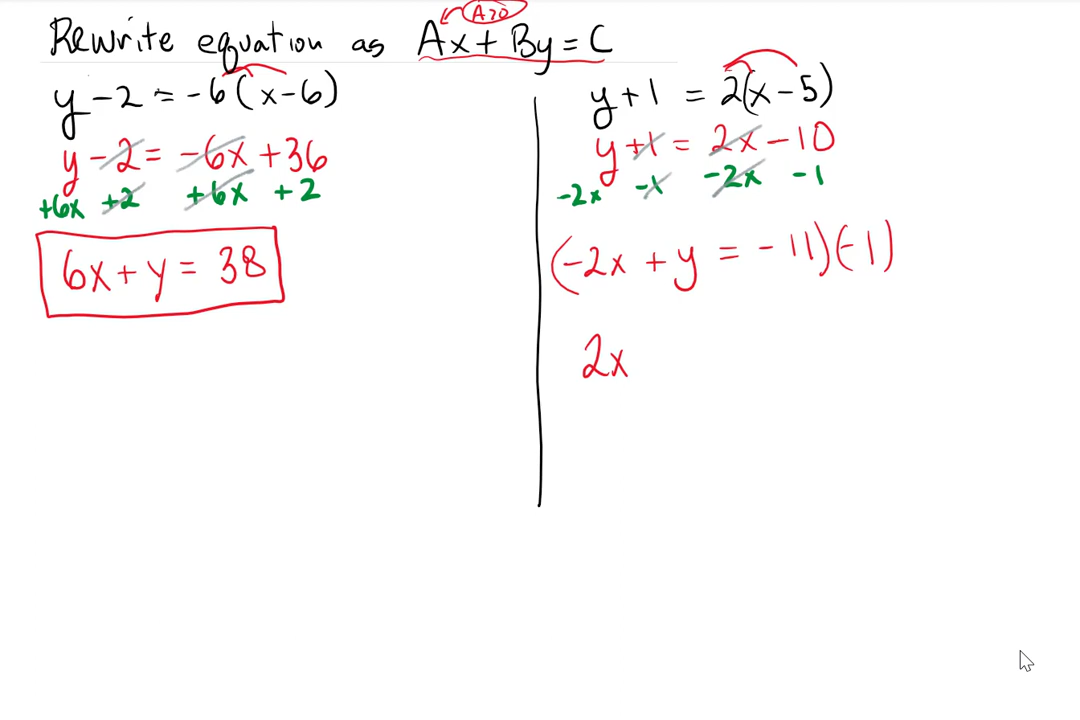 A>0
Rewrite equation as Ax + By = C
y - 2 = -6(x - 6)
y - 2 = -6x + 36
+6x +2 +6x +2
6x + y = 38
y + 1 = 2(x - 5)
y + 1 = 2x - 10
-2x -1 -2x -1
(-2x + y = -11)(-1)
2x